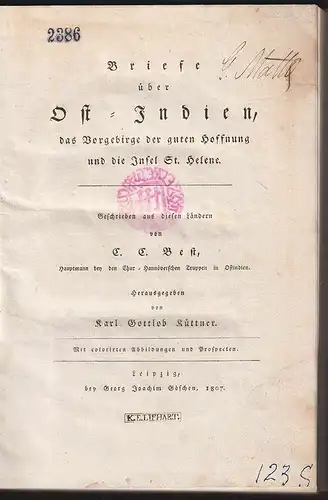 2386
Briefe
über
Ost-Indien,
das Vorgebirge der guten Hoffnung
und die Insel St. Helene.
Geschrieben aus diesen Ländern
von
C. C. Best,
Hauptmann bey den Chur-Hannöverschen Truppen in Ostindien.
Herausgegeben
von
Karl Gottlob Küttner.
Mit colorirten Abbildungen und Prospecten.
Leipzig,
bey Georg Joachim Göschen, 1807.
K.E. LIPHART.
123